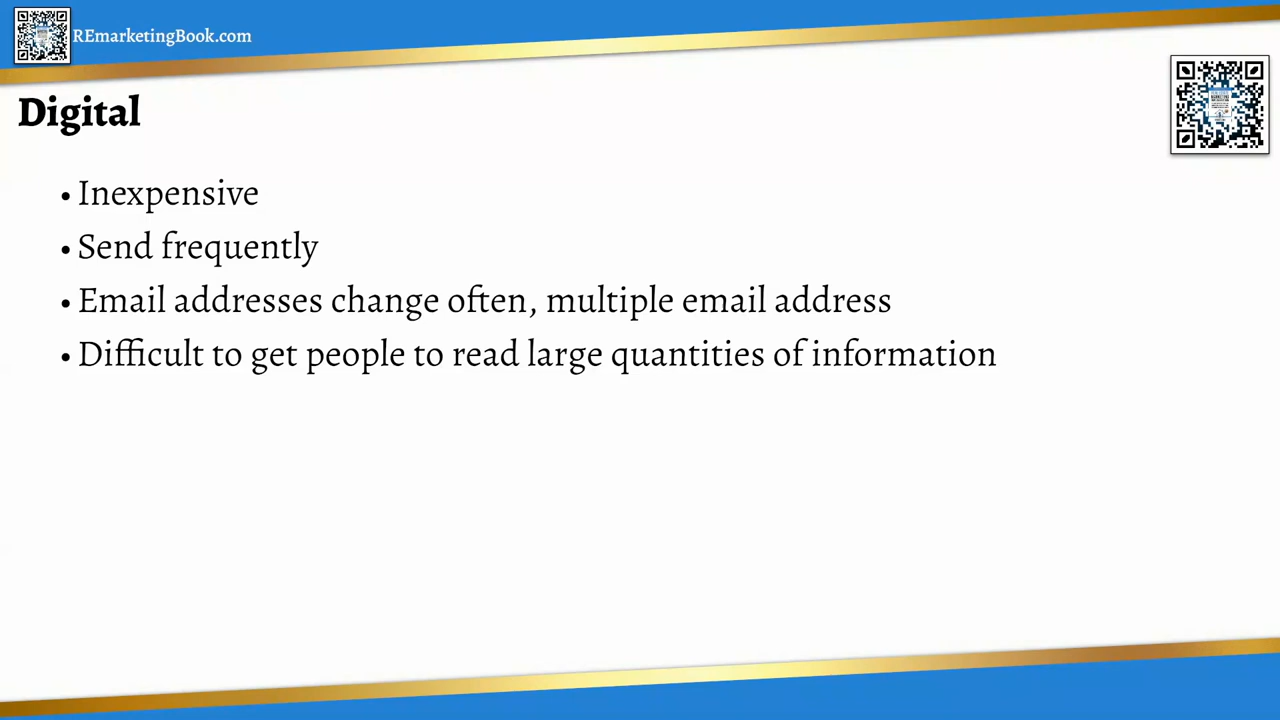 REmarketingBook.com
Digital
• Inexpensive
• Send frequently
• Email addresses change often, multiple email address
• Difficult to get people to read large quantities of information